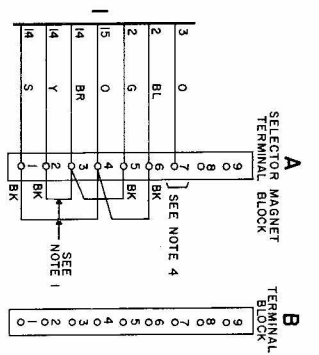 I
14 14 14 15 2 2 3
S Y BR O G BL O
A
SELECTOR MAGNET
TERMINAL
BLOCK
1 2 3 4 5 6 7 8 9
BK BK BK BK
SEE NOTE 4
SEE
NOTE 1
B
TERMINAL
BLOCK
1 2 3 4 5 6 7 8 9